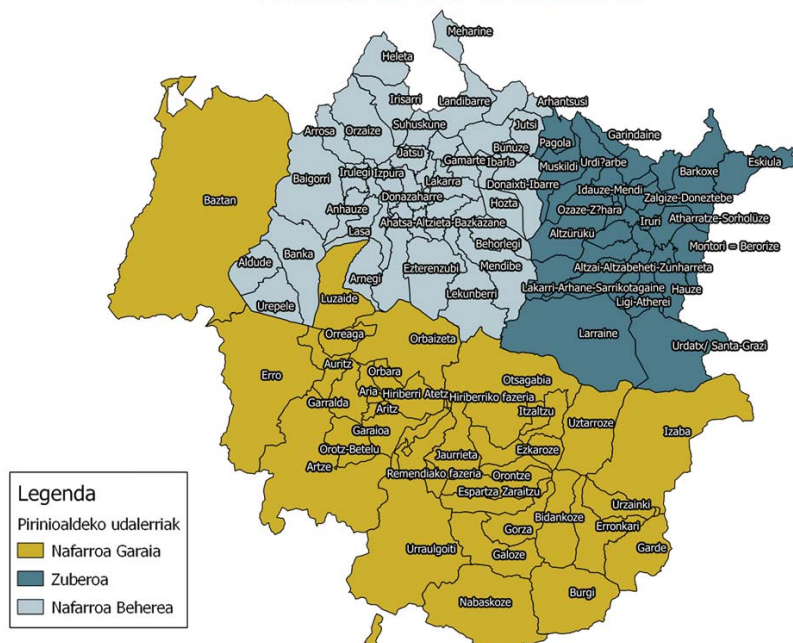 Meharine
Heleta
Irisarri
Landibarre
Arhantsusi
Arrosa
Orzaize
Suhuskune
Jutsi
Garindaine
Pagola
Bunuze
Jatsu
Gamarte
Ibarla
Muskildi
Urdi?arbe
Barkoxe
Eskiula
Baigorri
Irulegi
Izpura
Lakarra
Donaixti-Ibarre
Idauze-Mendi
Zalgize-Doneztebe
Baztan
Anhauze
Donazaharre
Hozta
Ozaze-Z?hara
Iruri
Atharratze-Sorholüze
Lasa
Ahatsa-Altzieta-Bazkazane
Altzürükü
Behorlegi
Montori = Berorize
Banka
Aldude
Arnegi
Ezterenzubi
Mendibe
Altzai-Altzabeheti-Zunharreta
Urepele
Luzaide
Lekunberri
Lakarri-Arhane-Sarrikotagaine
Hauze
Ligi-Atherei
Orreaga
Orbaizeta
Larraine
Urdatx/ Santa-Grazi
Erro
Auritz
Orbara
Otsagabia
Garralda
Aria
Hiriberri Atetz
Hiriberriko fazeria
Aritz
Itzaltzu
Uztarroze
Izaba
Garaioa
Orotz-Betelu
Jaurrieta
Ezkaroze
Artze
Remendiako fazeria
Orontze
Espartza Zaraitzu
Urzainki
Bidankoze
Gorza
Erronkari
Urraulgoiti
Galoze
Garde
Nabaskoze
Burgi
Legenda
Pirinioaldeko udalerriak
Nafarroa Garaia
Zuberoa
Nafarroa Beherea